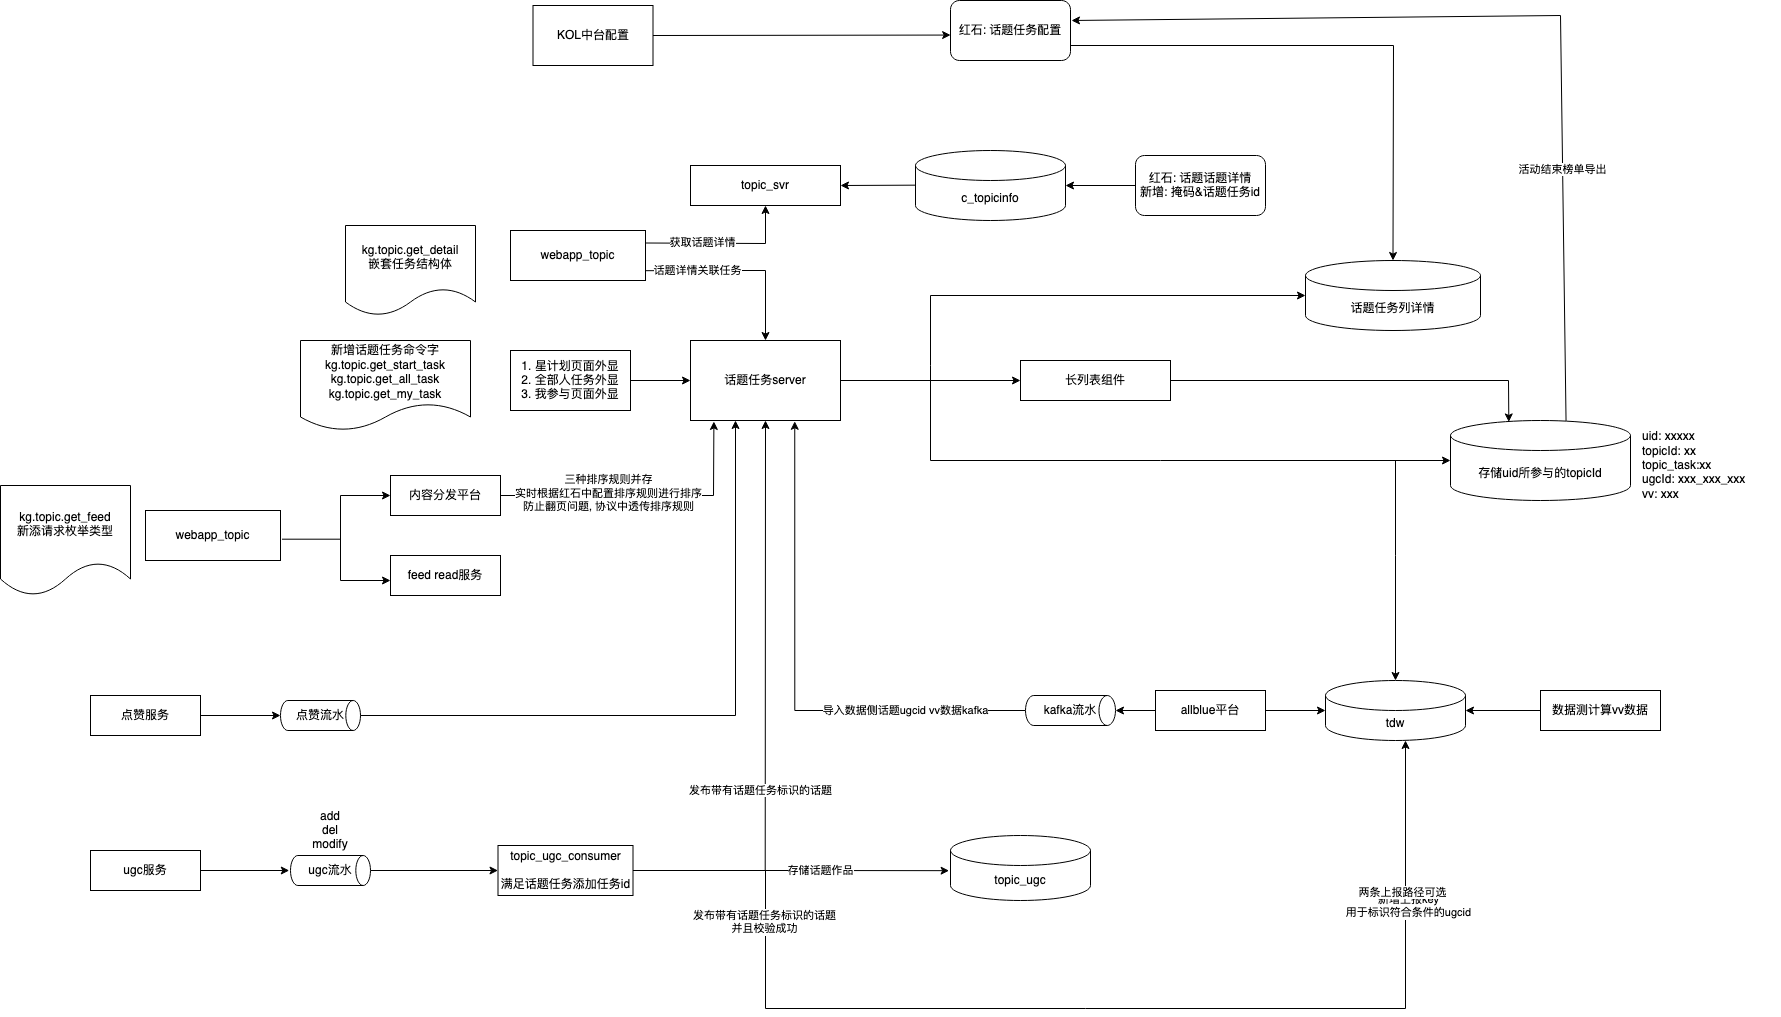 KOL中台配置
红石: 话题任务配置
活动结束榜单导出
topic_svr
c_topicinfo
红石: 话题话题详情
新增: 掩码&话题任务id
kg.topic.get_detail
嵌套任务结构体
webapp_topic
获取话题详情
话题详情关联任务
话题任务列详情
新增话题任务命令字
kg.topic.get_start_task
kg.topic.get_all_task
kg.topic.get_my_task
1. 星计划页面外显
2. 全部人任务外显
3. 我参与页面外显
话题任务server
长列表组件
存储uid所参与的topicId
uid: xxxxx
topicId: xx
topic_task:xx
ugcId: xxx_xxx_xxx
vv: xxx
kg.topic.get_feed
新添请求枚举类型
webapp_topic
内容分发平台
三种排序规则并存
实时根据红石中配置排序规则进行排序
防止翻页问题, 协议中透传排序规则
feed read服务
点赞服务
点赞流水
导入数据侧话题ugcid vv数据kafka
kafka流水
allblue平台
tdw
数据测计算vv数据
发布带有话题任务标识的话题
add
del
modify
ugc服务
ugc流水
topic_ugc_consumer
满足话题任务添加任务id
存储话题作品
topic_ugc
发布带有话题任务标识的话题
并且校验成功
两条上报路径可选
新增上报key
用于标识符合条件的ugcid